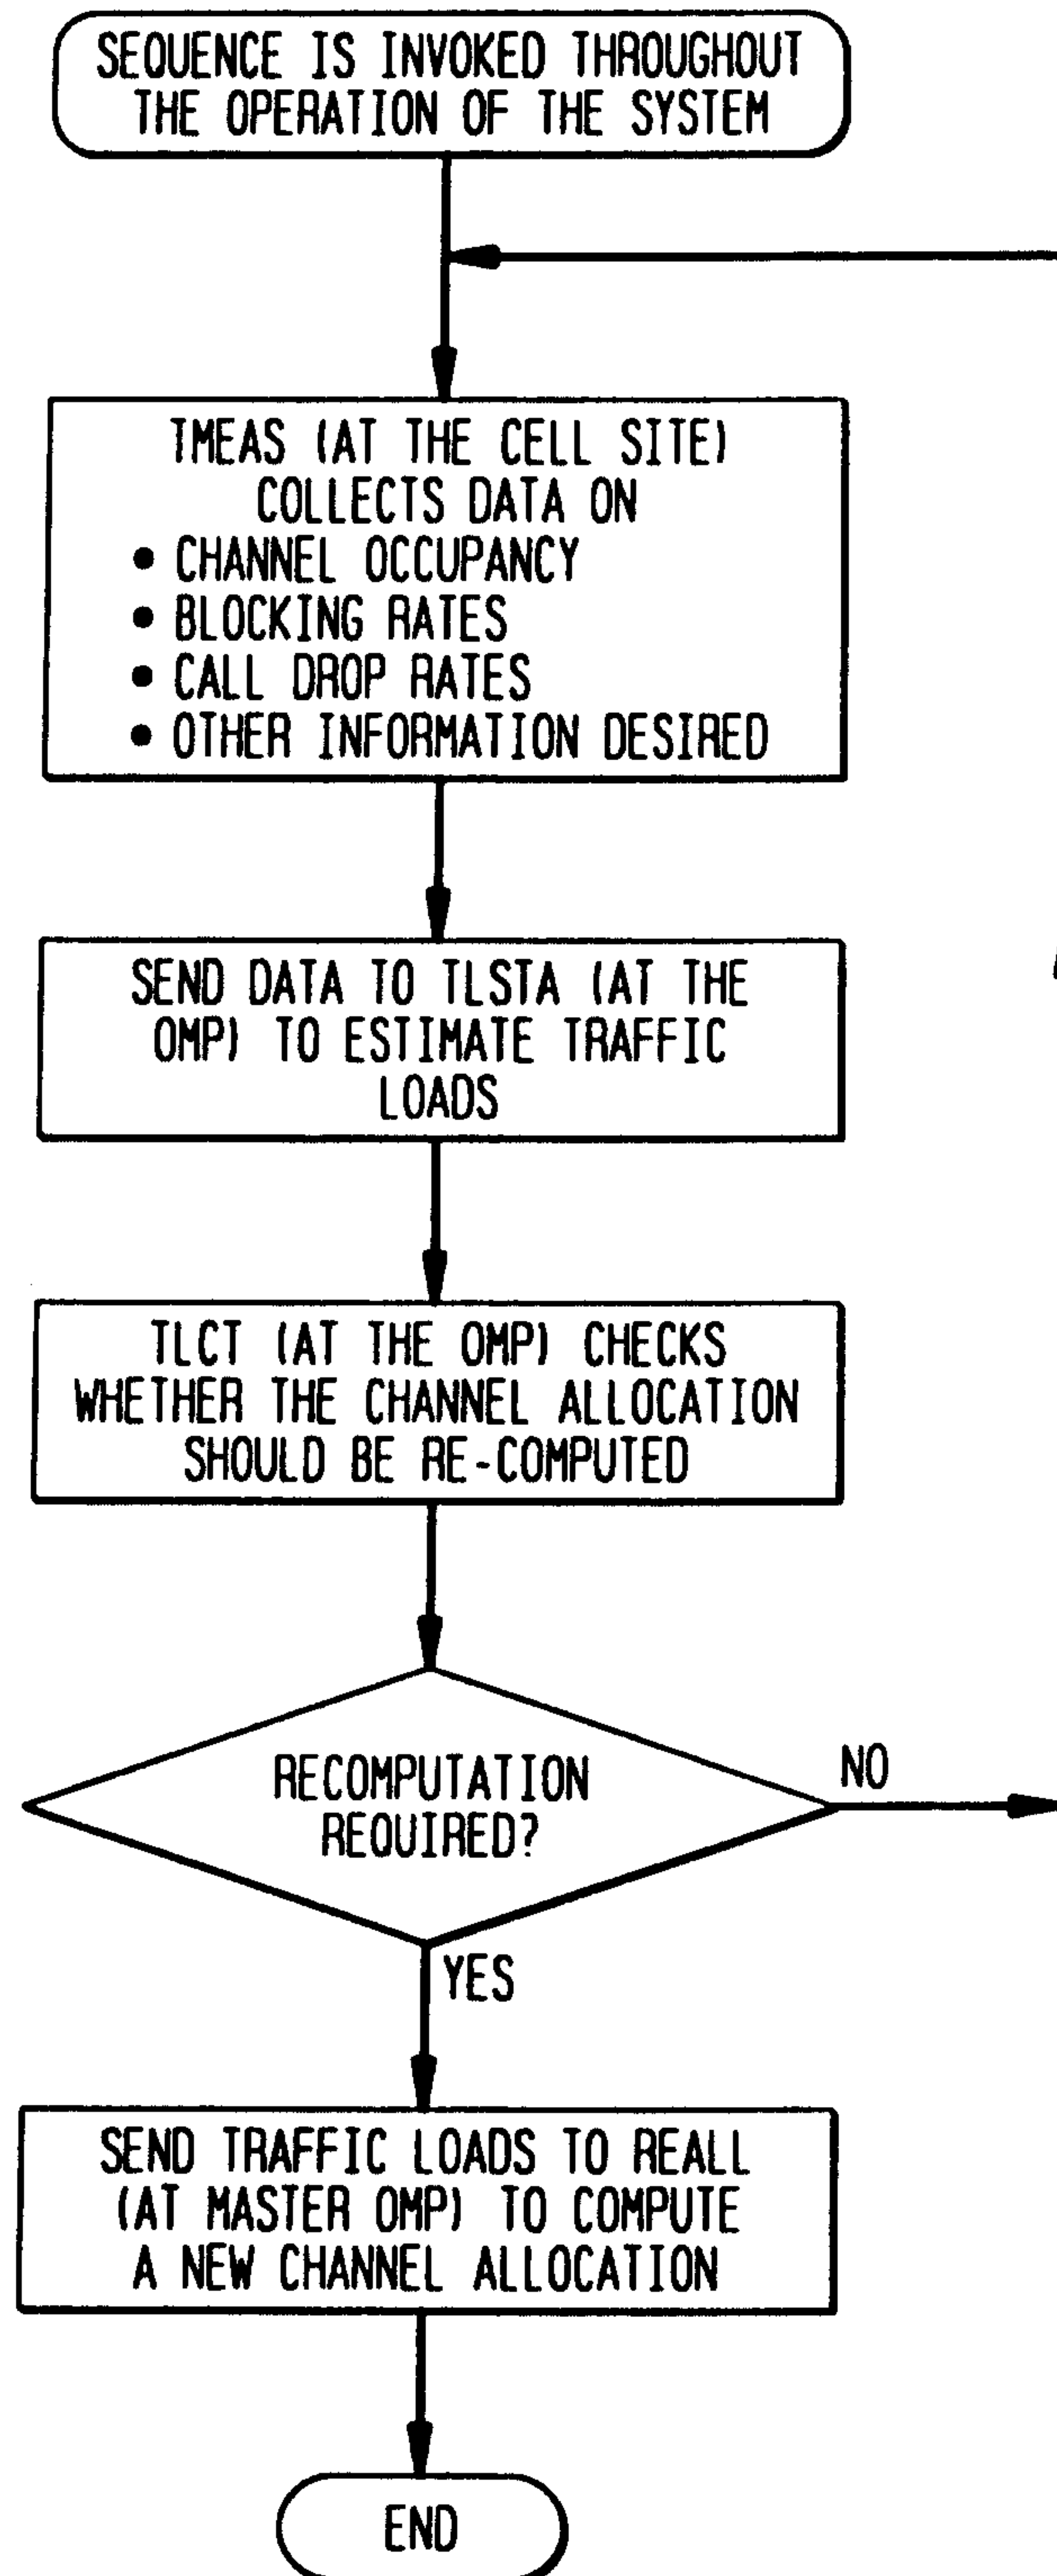 SEQUENCE IS INVOKED THROUGHOUT
THE OPERATION OF THE SYSTEM
TMEAS (AT THE CELL SITE)
COLLECTS DATA ON
• CHANNEL OCCUPANCY
• BLOCKING RATES
• CALL DROP RATES
• OTHER INFORMATION DESIRED
SEND DATA TO TLSTA (AT THE
OMP) TO ESTIMATE TRAFFIC
LOADS
TLCT (AT THE OMP) CHECKS
WHETHER THE CHANNEL ALLOCATION
SHOULD BE RE-COMPUTED
RECOMPUTATION
REQUIRED?
NO
YES
SEND TRAFFIC LOADS TO REALL
(AT MASTER OMP) TO COMPUTE
A NEW CHANNEL ALLOCATION
END